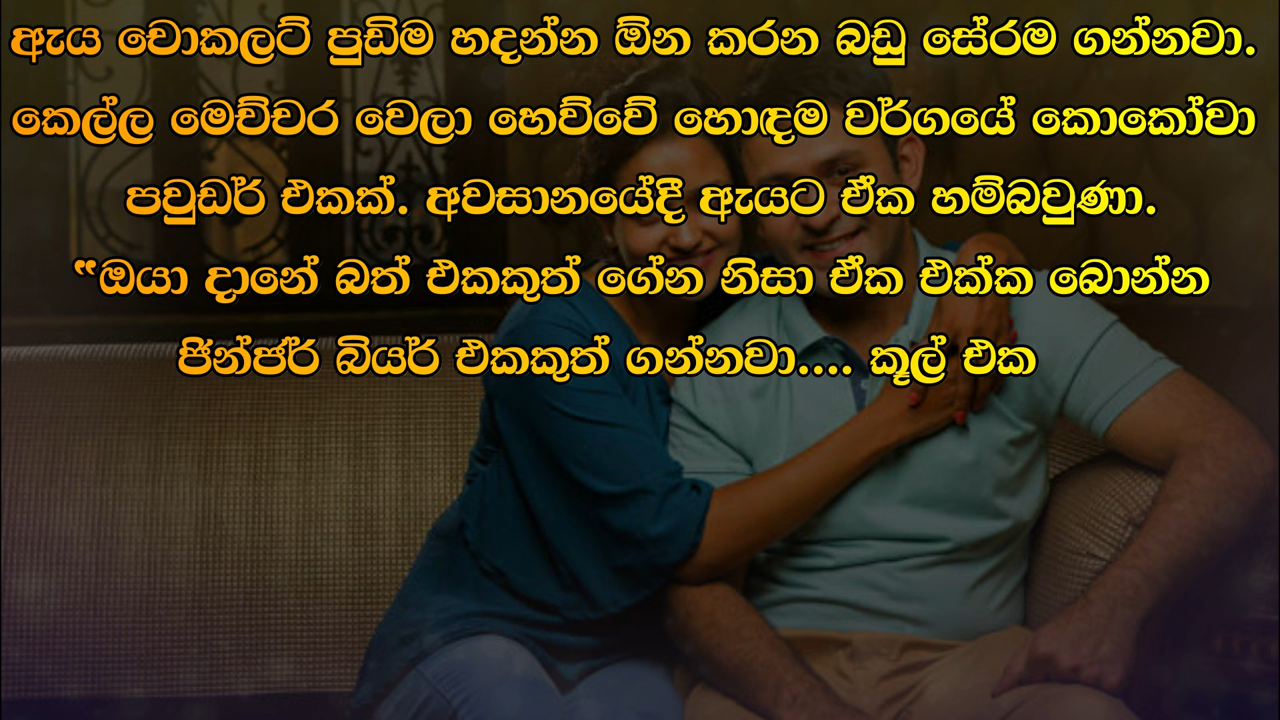 ඇය චොකලට් පුඩිම හදන්න ඕන කරන බඩු සේරම ගන්නවා.
කෙල්ල මෙච්චර වෙලා හෙව්වේ හොඳම වර්ගයේ කොකෝවා
පවුඩර් එකක්. අවසානයේදී ඇයට ඒක හම්බවුණා.
“ඔයා දානේ බත් එකකුත් ගේන නිසා ඒක එක්ක බොන්න
ජින්ජර් බියර් එකකුත් ගන්නවා.... කූල් එක